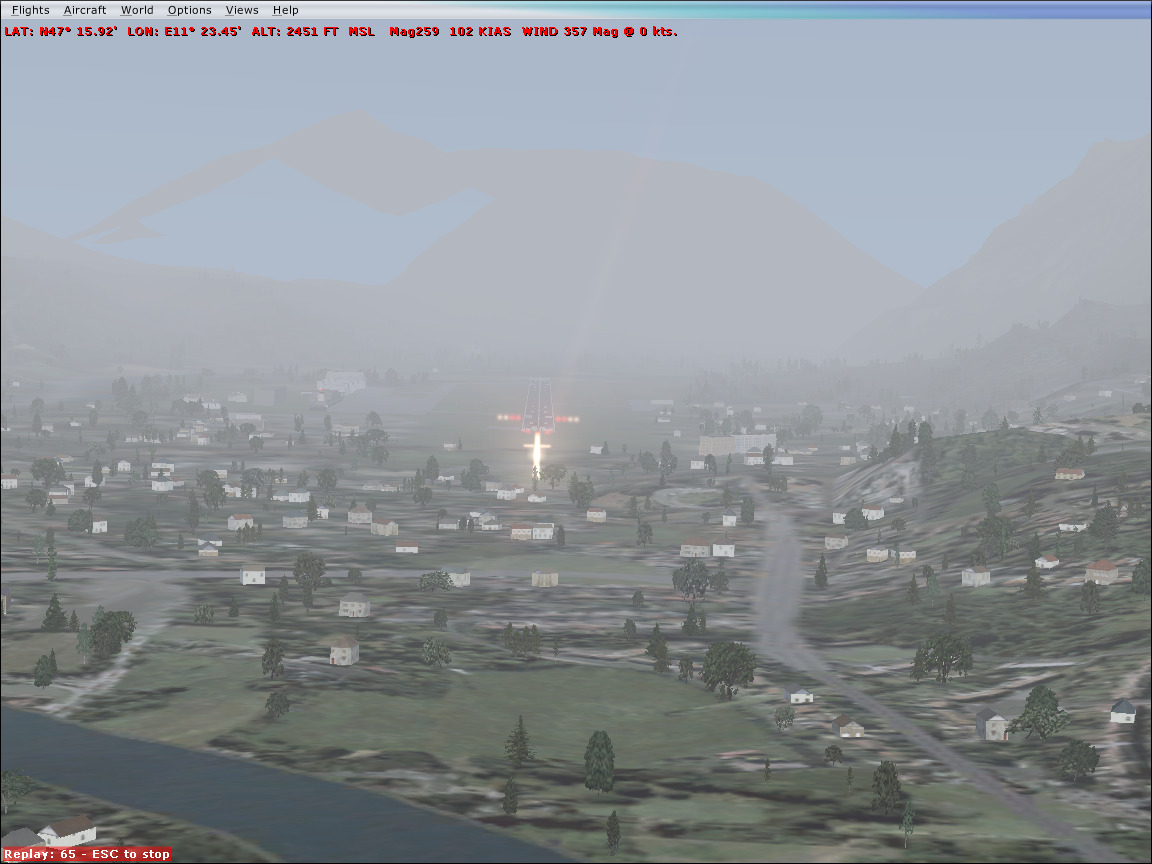 Flights Aircraft World Options Views Help
LAT: N47° 15.92' LON: E11° 23.45' ALT: 2451 FT MSL Mag259 102 KIAS WIND 357 Mag @ 0 kts.
Replay: 65 - ESC to stop